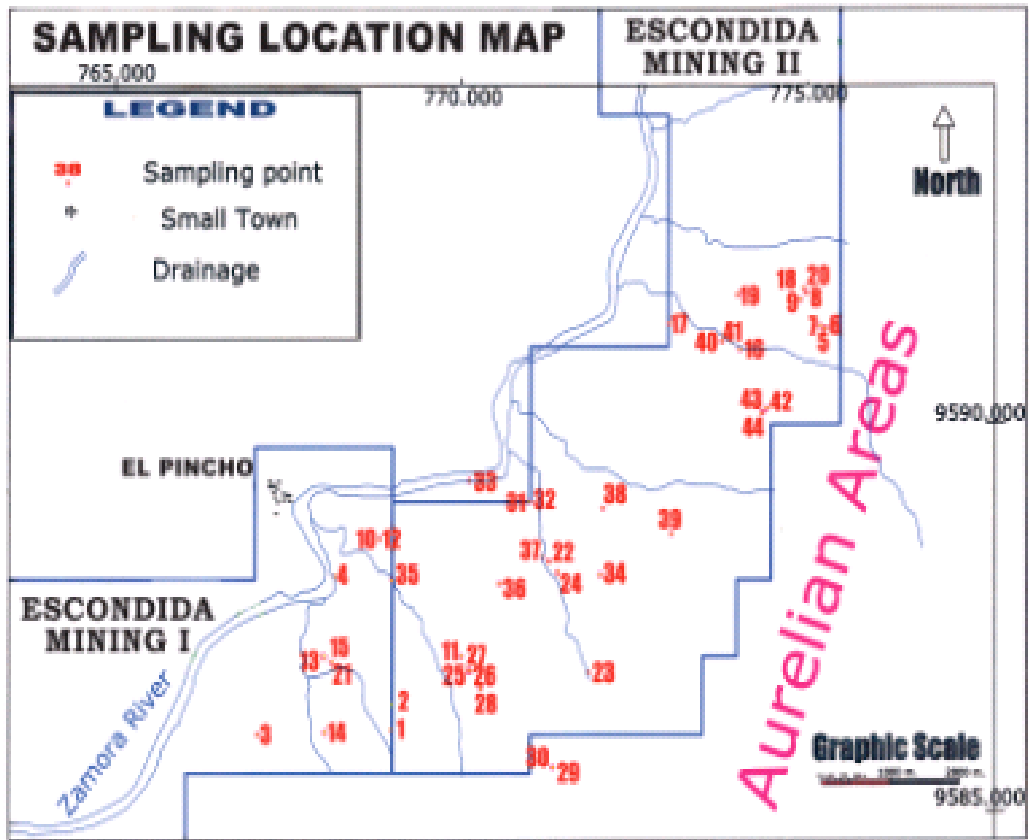 SAMPLING LOCATION MAP
ESCONDIDA
MINING II
765,000
770.000
775.000
LEGEND
38
Sampling point
Small Town
Drainage
North
18 20
19 9 8
17 7 6
40 41 16 5
43 42
44
9590,000
EL PINCHO
33
31 32 38
39
10 12 37 22
4 35 36 24 34
ESCONDIDA
MINING I
15 11 27
13 21 25 26 23
2 28
3 14 1
30 29
Zamora River
Aurelian Areas
Graphic Scale
9585,000